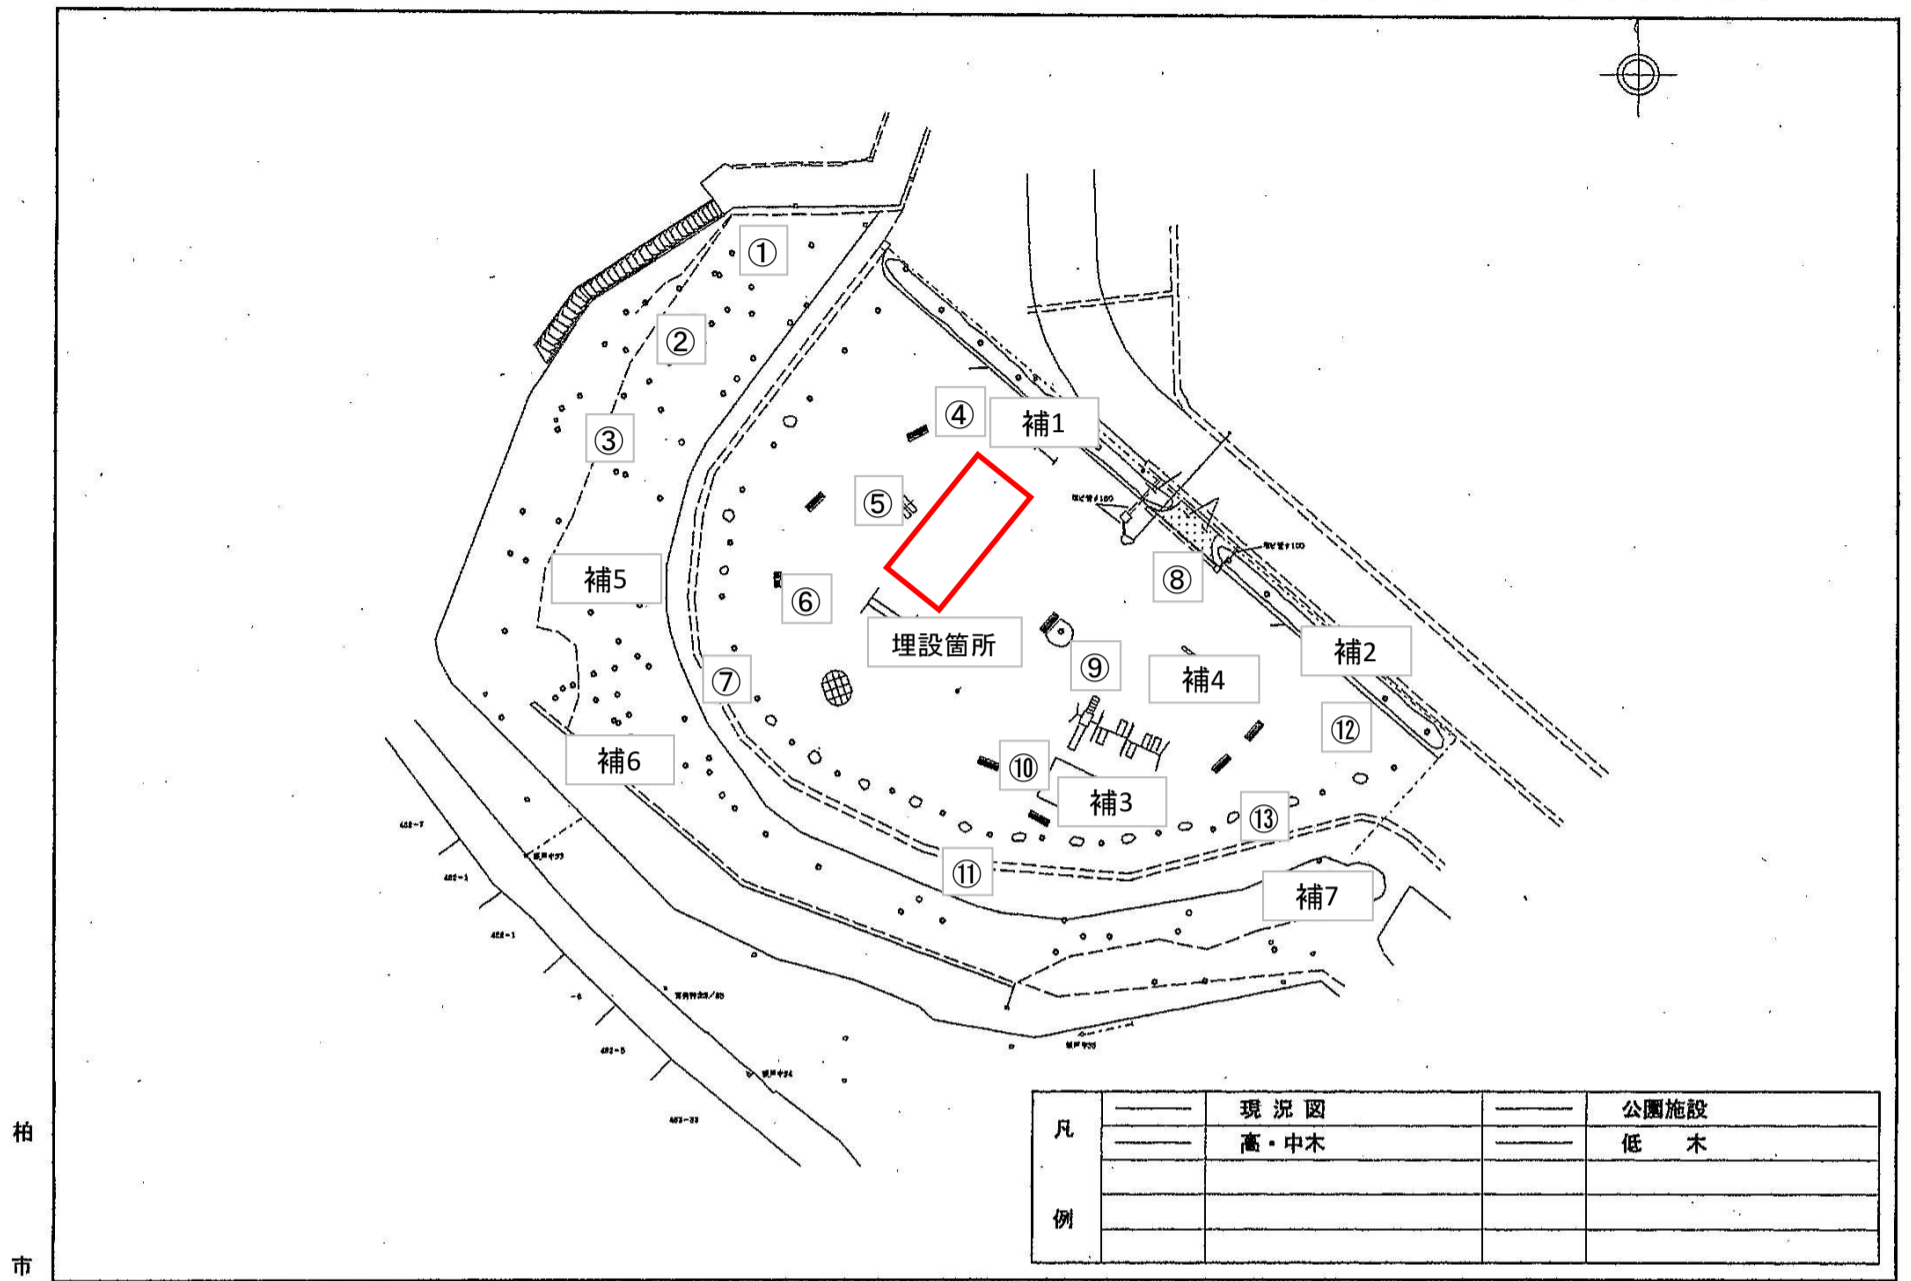 ①
②
③
④
補1
⑤
⑧
補5
⑥
埋設箇所
補2
⑨
補4
⑦
⑫
補6
⑩
補3
⑬
⑪
補7
凡例
現況図
公園施設
高・中木
低木
柏市